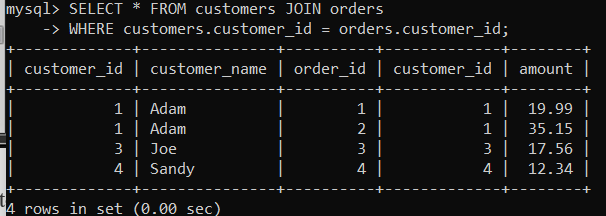 mysql> SELECT * FROM customers JOIN orders
    -> WHERE customers.customer_id = orders.customer_id;
+-------------+---------------+----------+-------------+--------+
| customer_id | customer_name | order_id | customer_id | amount |
+-------------+---------------+----------+-------------+--------+
|           1 | Adam          |        1 |           1 |  19.99 |
|           1 | Adam          |        2 |           1 |  35.15 |
|           3 | Joe           |        3 |           3 |  17.56 |
|           4 | Sandy         |        4 |           4 |  12.34 |
+-------------+---------------+----------+-------------+--------+
4 rows in set (0.00 sec)